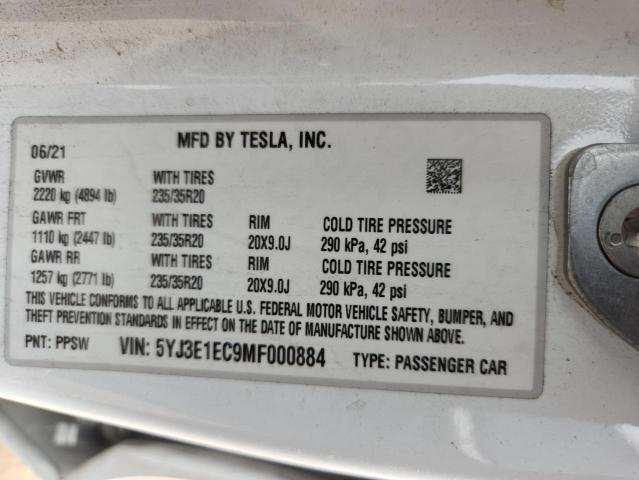 MFD BY TESLA, INC.
06/21
GVWR WITH TIRES
2220 kg (4894 lb) 235/35R20
GAWR FRT WITH TIRES RIM COLD TIRE PRESSURE
1110 kg (2447 lb) 235/35R20 20X9.0J 290 kPa, 42 psi
GAWR RR WITH TIRES RIM COLD TIRE PRESSURE
1257 kg (2771 lb) 235/35R20 20X9.0J 290 kPa, 42 psi
THIS VEHICLE CONFORMS TO ALL APPLICABLE U.S. FEDERAL MOTOR VEHICLE SAFETY, BUMPER, AND
THEFT PREVENTION STANDARDS IN EFFECT ON THE DATE OF MANUFACTURE SHOWN ABOVE.
PNT: PPSW VIN: 5YJ3E1EC9MF000884 TYPE: PASSENGER CAR